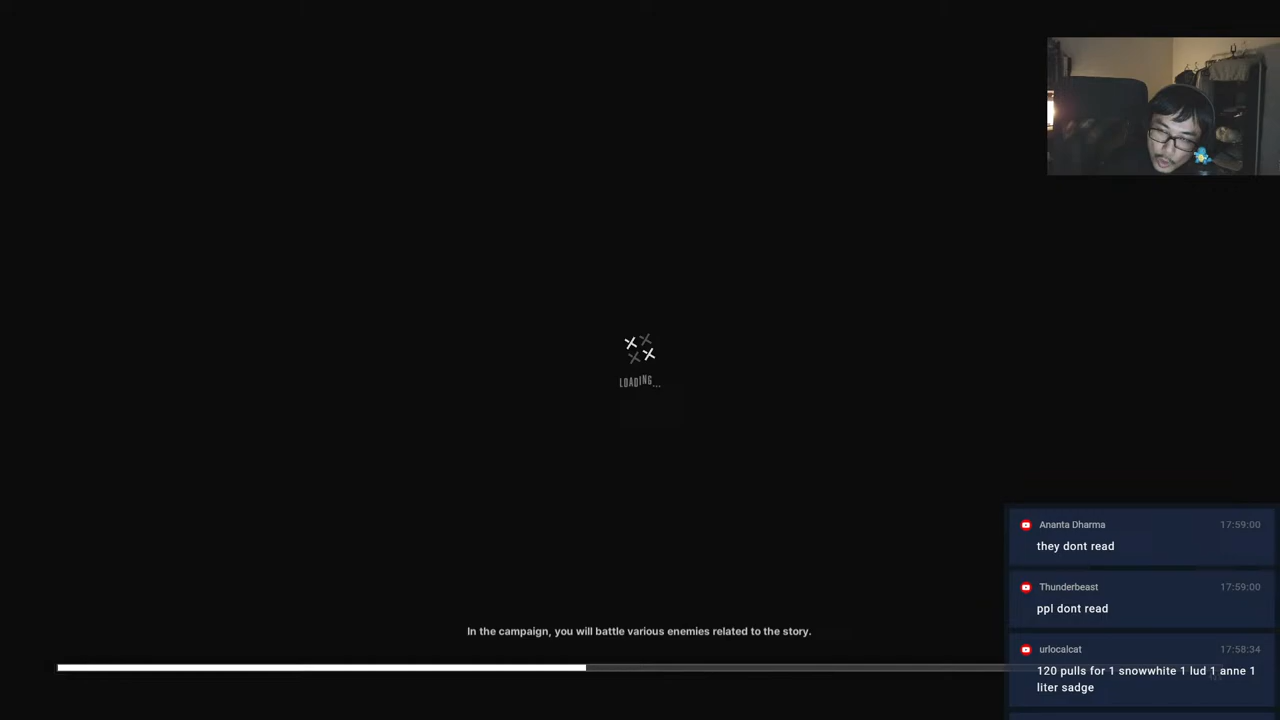 LOADING...
In the campaign, you will battle various enemies related to the story.
Ananta Dharma 17:59:00
they dont read
Thunderbeast 17:59:00
ppl dont read
urlocalcat 17:58:34
120 pulls for 1 snowwhite 1 lud 1 anne 1
liter sadge